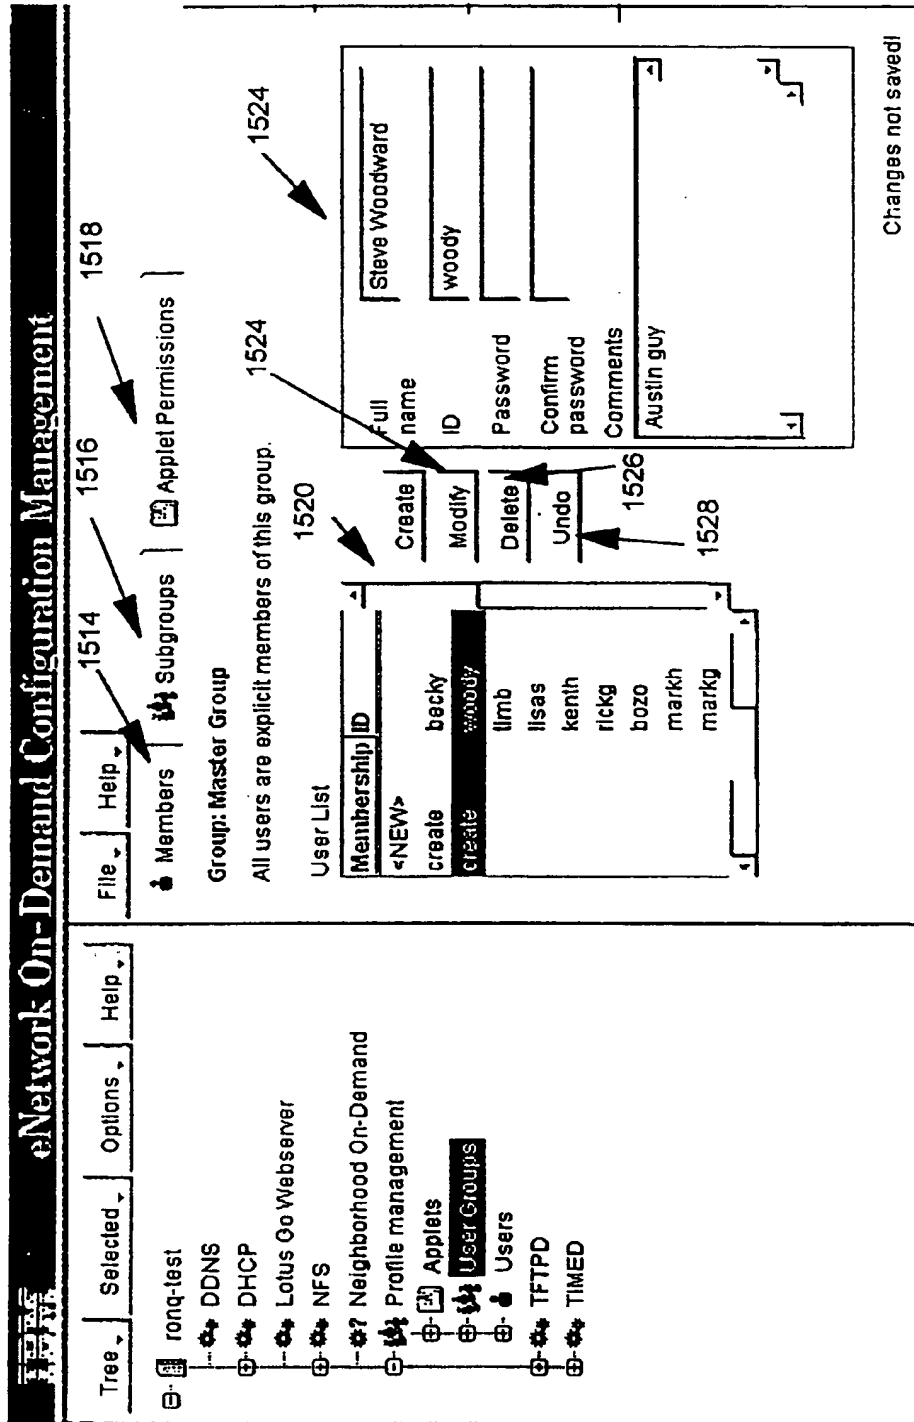 eNetwork On-Demand Configuration Management
Tree Selected Options Help
ronq-test
DDNS
DHCP
Lotus Go Webserver
NFS
? Neighborhood On-Demand
Profile management
Applets
User Groups
Users
TFTPD
TIMED
File Help
1514
1516
1518
Members Subgroups Applet Permissions
Group: Master Group
All users are explicit members of this group.
User List
1520
1524
1524
Membership ID
<NEW>
create becky
create woody
timb
lisas
kenth
rickg
bozo
markh
markg
Create
Modify
Delete
Undo
1526
1528
Full name Steve Woodward
ID woody
Password
Confirm password
Comments
Austin guy
Changes not saved!